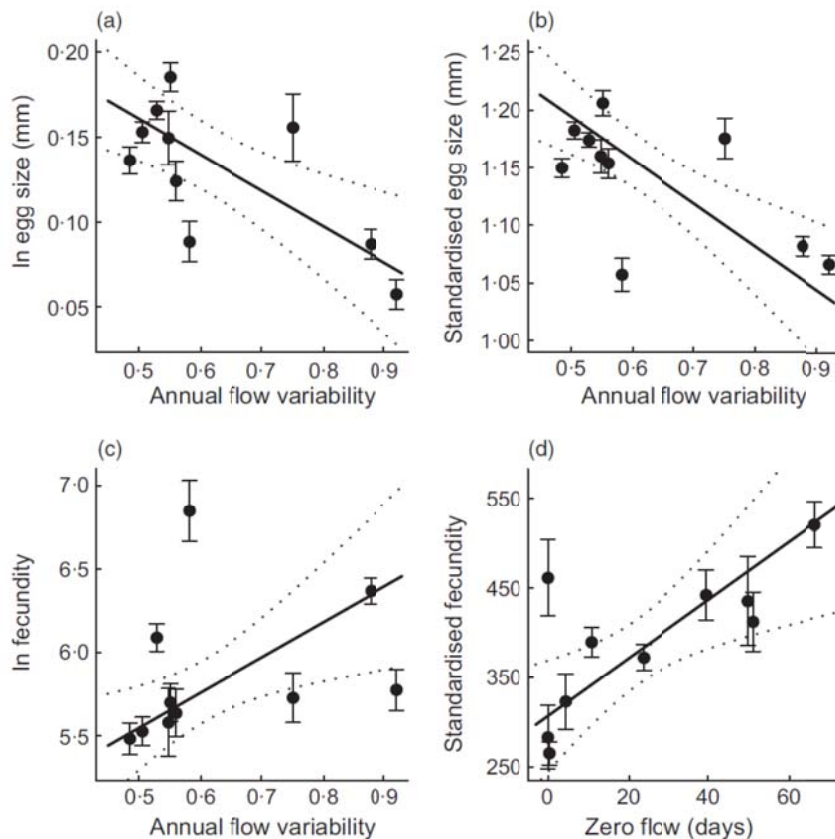 (a)
ln egg size (mm)
0·20
0·15
0·10
0·05
0·5 0·6 0·7 0·8 0·9
Annual flow variability
(b)
Standardised egg size (mm)
1·25
1·20
1·15
1·10
1·05
1·00
0·5 0·6 0·7 0·8 0·9
Annual flow variability
(c)
ln fecundity
7·0
6·5
6·0
5·5
0·5 0·6 0·7 0·8 0·9
Annual flow variability
(d)
Standardised fecundity
550
450
350
250
0 20 40 60
Zero flow (days)